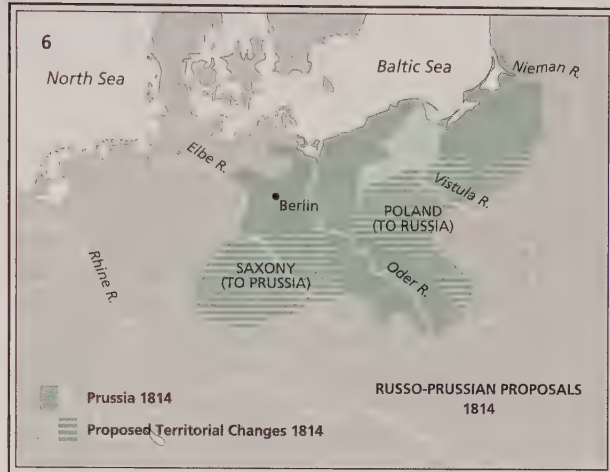 6
North Sea
Baltic Sea
Nieman R.
Elbe R.
Vistula R.
Berlin
POLAND
(TO RUSSIA)
Rhine R.
SAXONY
(TO PRUSSIA)
Oder R.
Prussia 1814
RUSSO-PRUSSIAN PROPOSALS
1814
Proposed Territorial Changes 1814